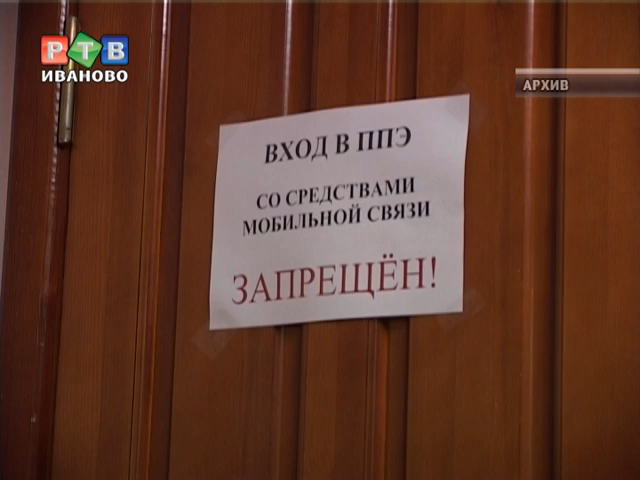 РТВ
ИВАНОВО
АРХИВ
ВХОД В ППЭ
СО СРЕДСТВАМИ
МОБИЛЬНОЙ СВЯЗИ
ЗАПРЕЩЁН!